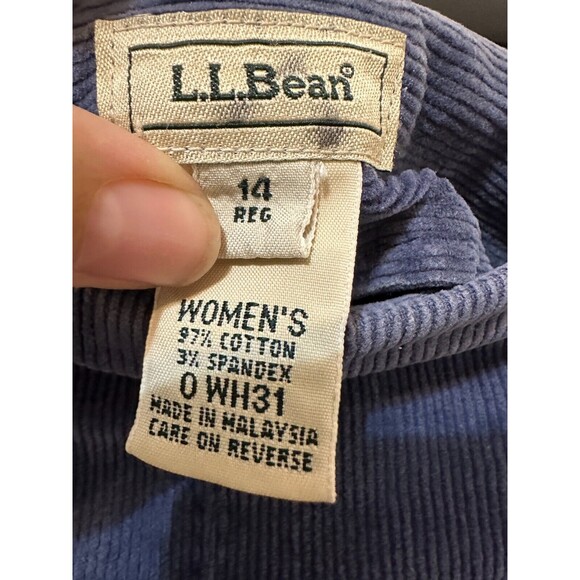 L.L.Bean®
14
REG
WOMEN'S
97% COTTON
3% SPANDEX
0 WH31
MADE IN MALAYSIA
CARE ON REVERSE